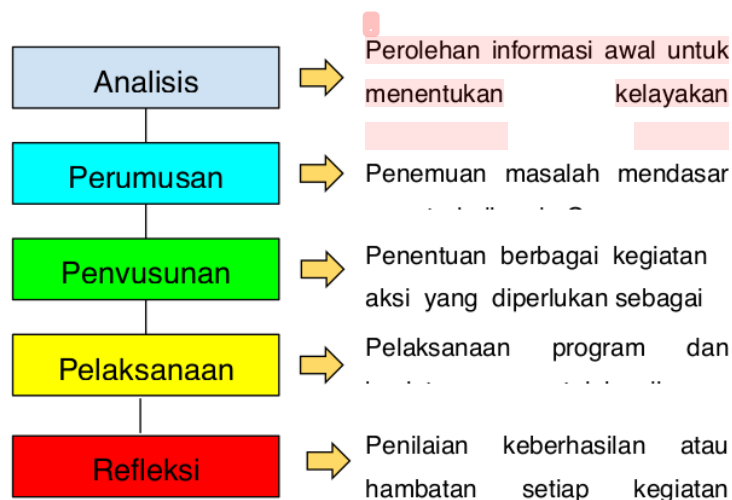 Analisis
Perolehan informasi awal untuk
menentukan kelayakan
Perumusan
Penemuan masalah mendasar
Penyusunan
Penentuan berbagai kegiatan
aksi yang diperlukan sebagai
Pelaksanaan
Pelaksanaan program dan
Refleksi
Penilaian keberhasilan atau
hambatan setiap kegiatan